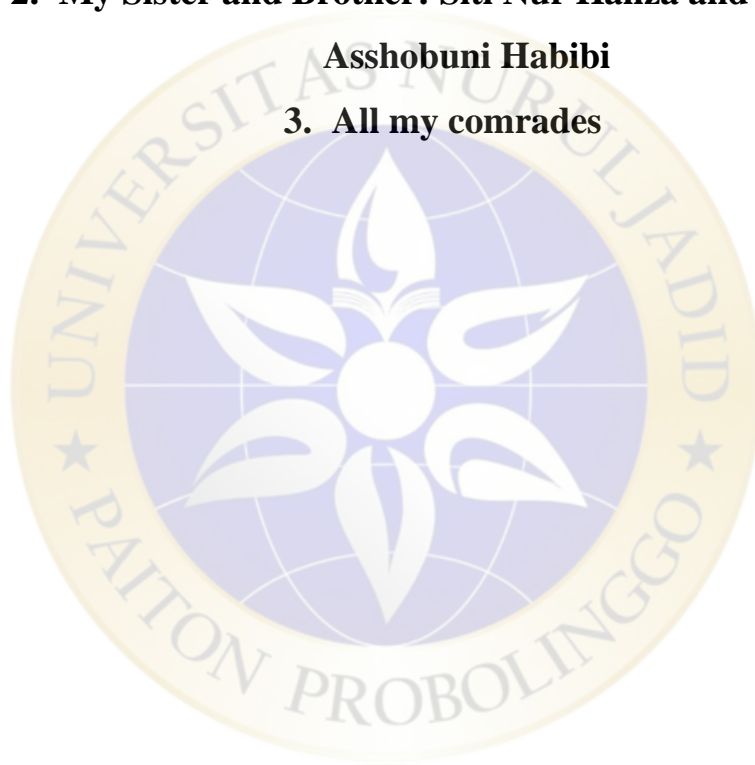 2. My Sister and Brother: Siti Nur and
Asshobuni Habibi
3. All my comrades
UNIVERSITAS NURUL JADID
★ PAITON PROBOLINGGO ★